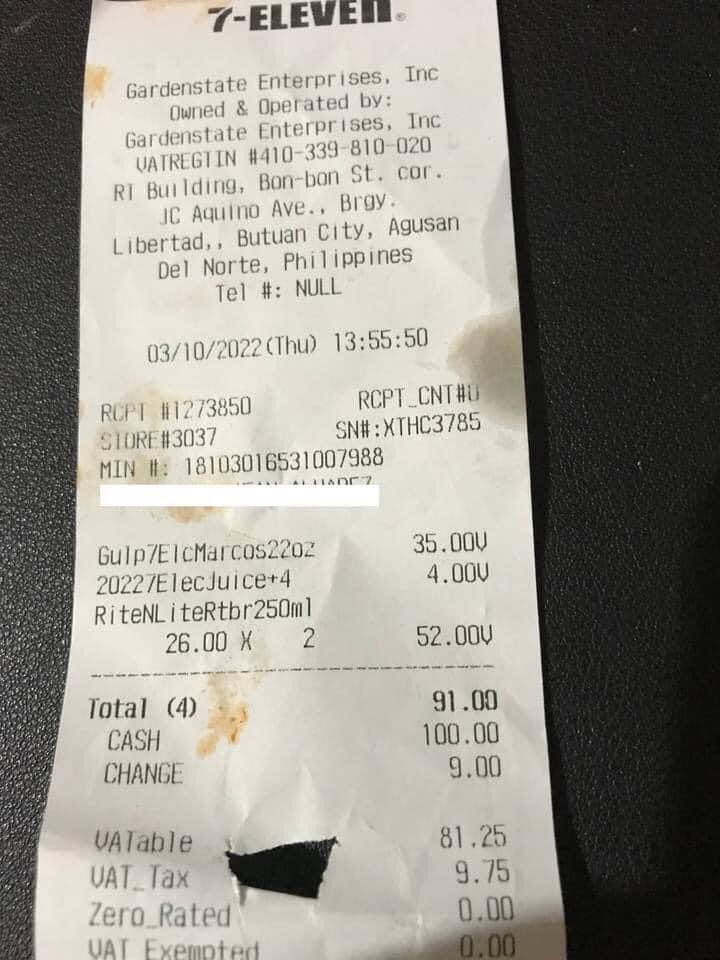 7-ELEVEN®
Gardenstate Enterprises, Inc
Owned & Operated by:
Gardenstate Enterprises, Inc
VATREGTIN #410-339-810-020
RI Building, Bon-bon St. cor.
JC Aquino Ave., Brgy.
Libertad,, Butuan City, Agusan
Del Norte, Philippines
Tel #: NULL
03/10/2022(Thu) 13:55:50
RCPT #1273850 RCPT_CNT#0
STORE#3037 SN#:XTHC3785
MIN #: 18103016531007988
Gulp7ElcMarcos22oz 35.00V
20227ElecJuice+4 4.00V
RiteNLiteRtbr250ml
26.00 X 2 52.00V
Total (4) 91.00
CASH 100.00
CHANGE 9.00
VATable 81.25
VAT_Tax 9.75
Zero_Rated 0.00
VAT_Exempted 0.00